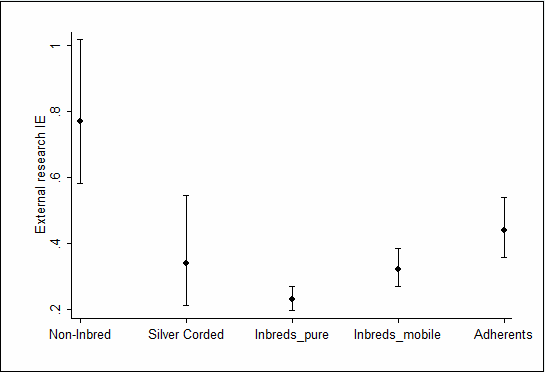 External research IE
1
.8
.6
.4
.2
Non-Inbred Silver Corded Inbreds_pure Inbreds_mobile Adherents